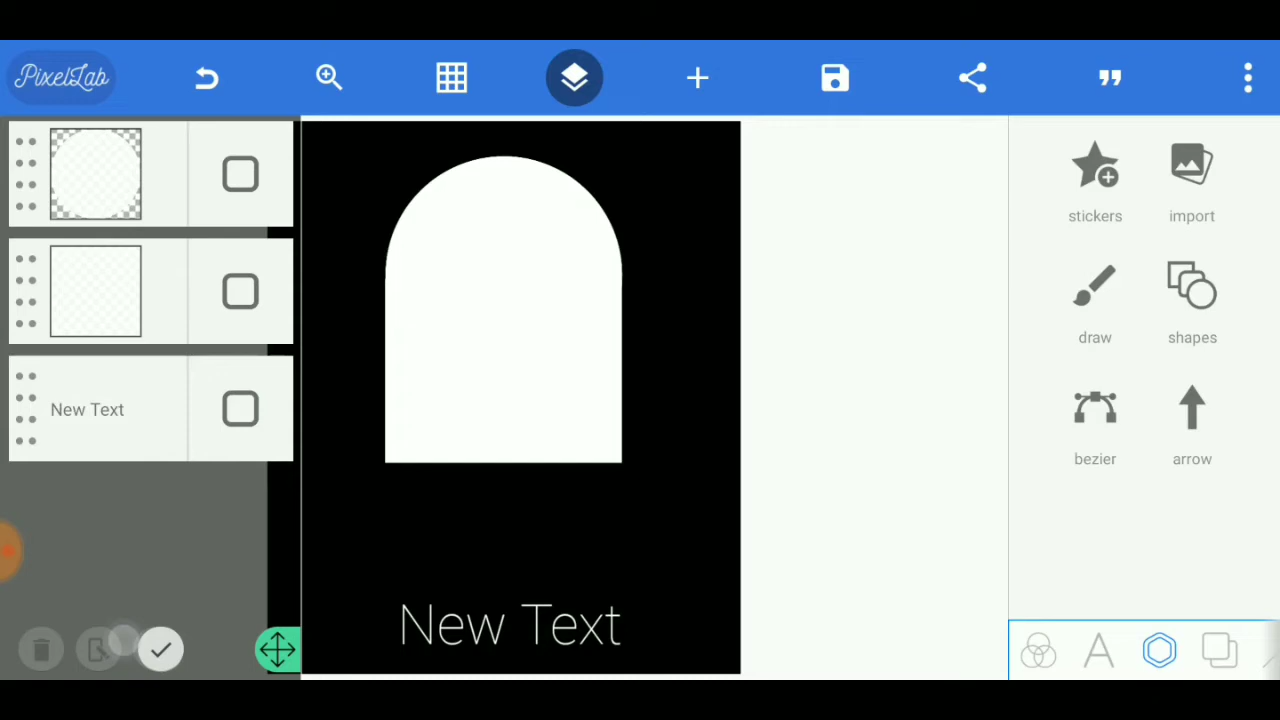 PixelLab
stickers
import
draw
shapes
New Text
bezier
arrow
New Text